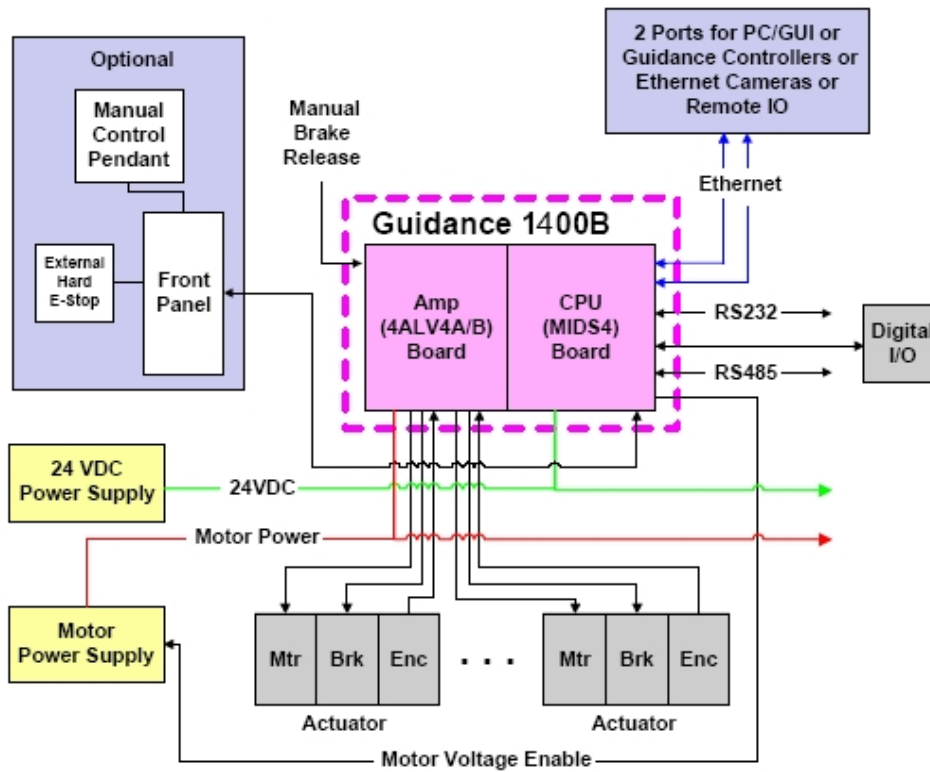 Optional
Manual
Control
Pendant
External
Hard
E-Stop
Front
Panel
Manual
Brake
Release
2 Ports for PC/GUI or
Guidance Controllers or
Ethernet Cameras or
Remote IO
Ethernet
Guidance 1400B
Amp
(4ALV4A/B)
Board
CPU
(MIDS4)
Board
RS232
RS485
Digital
I/O
24 VDC
Power Supply
24VDC
Motor Power
Motor
Power Supply
Mtr
Brk
Enc
. . .
Mtr
Brk
Enc
Actuator
Actuator
Motor Voltage Enable